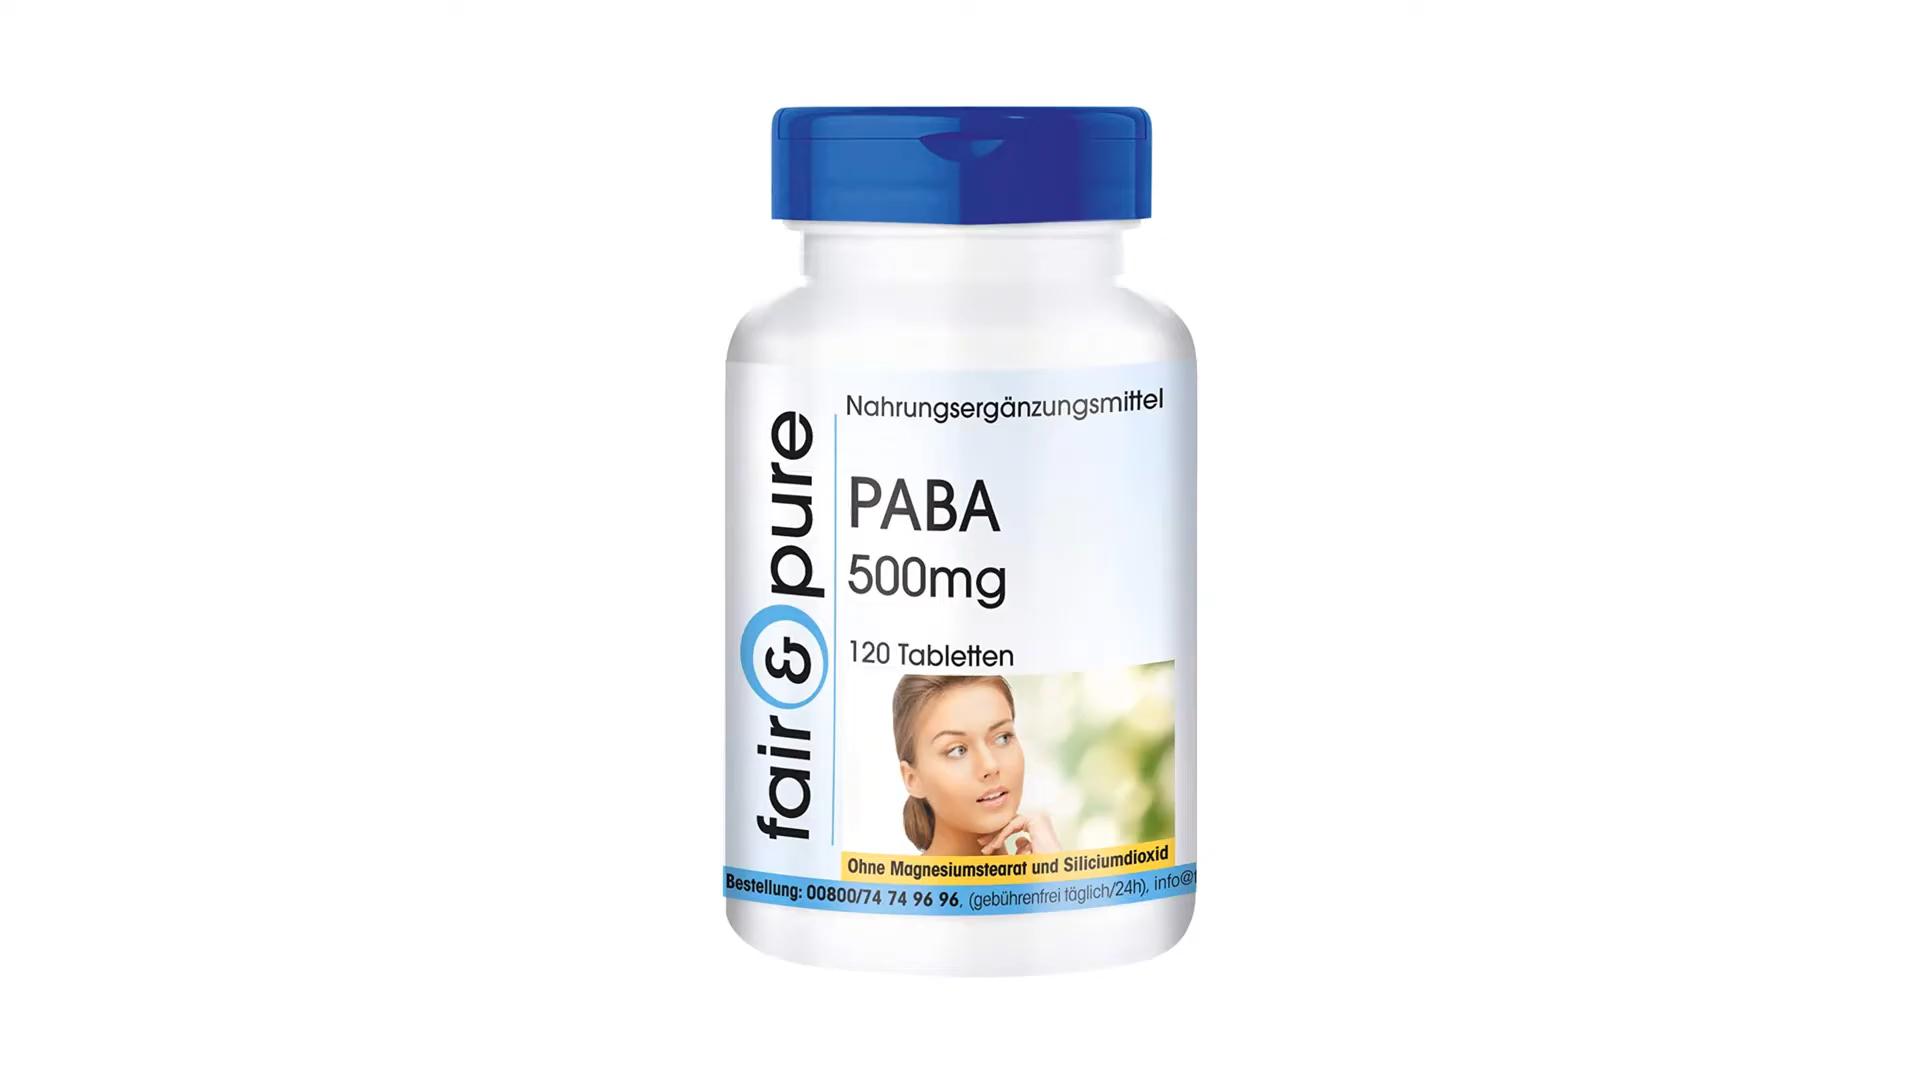 fair & pure
Nahrungsergänzungsmittel
PABA
500mg
120 Tabletten
Ohne Magnesiumstearat und Siliciumdioxid
Bestellung: 00800/74 74 96 96, (gebührenfrei täglich/24h), info@